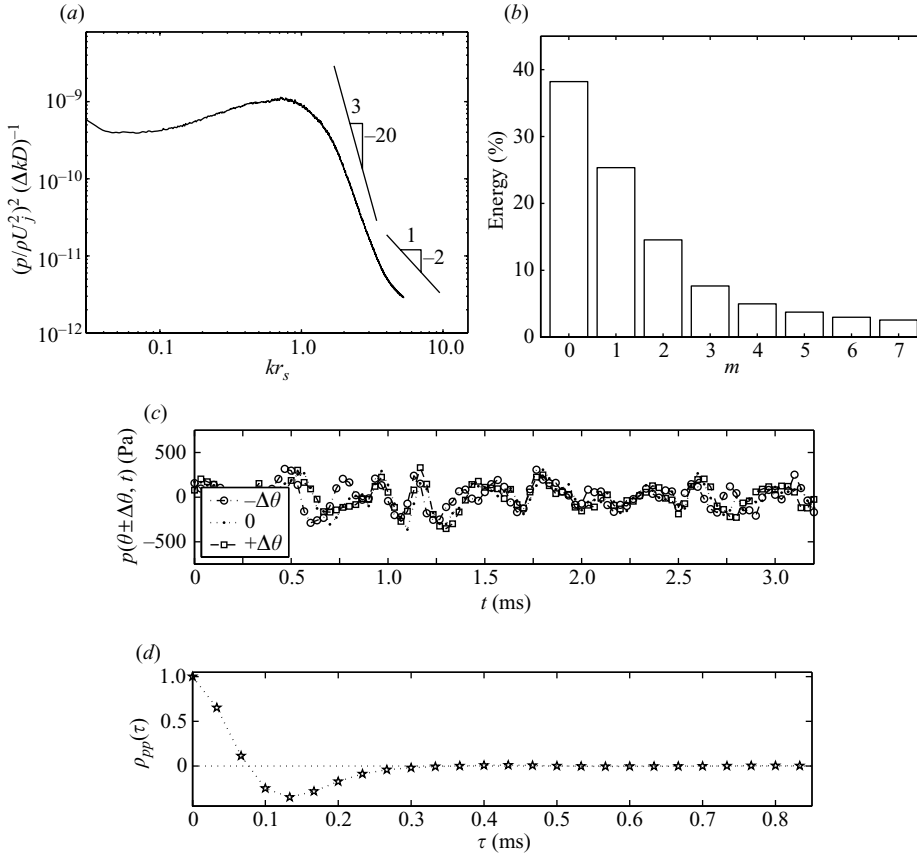 (a)
(p/ρU_j^2)^2 (ΔkD)^{–1}
10^{–9}
10^{–10}
10^{–11}
10^{–12}
3
–20
1
–2
0.1
1.0
10.0
kr_s
(b)
Energy (%)
40
30
20
10
0
0 1 2 3 4 5 6 7
m
(c)
p(θ±Δθ, t) (Pa)
500
0
–500
–Δθ
0
+Δθ
0 0.5 1.0 1.5 2.0 2.5 3.0
t (ms)
(d)
ρ_{pp}(τ)
1.0
0.5
0
0 0.1 0.2 0.3 0.4 0.5 0.6 0.7 0.8
τ (ms)